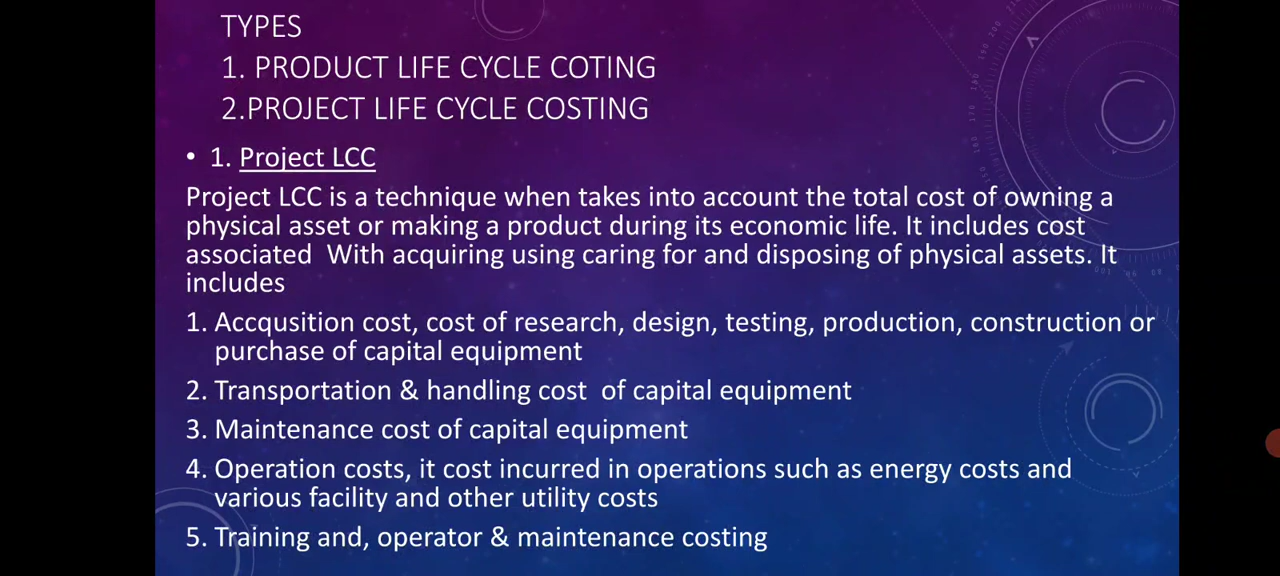 TYPES
1. PRODUCT LIFE CYCLE COTING
2.PROJECT LIFE CYCLE COSTING
• 1. Project LCC
Project LCC is a technique when takes into account the total cost of owning a
physical asset or making a product during its economic life. It includes cost
associated  With acquiring using caring for and disposing of physical assets. It
includes
1. Accqusition cost, cost of research, design, testing, production, construction or
purchase of capital equipment
2. Transportation & handling cost  of capital equipment
3. Maintenance cost of capital equipment
4. Operation costs, it cost incurred in operations such as energy costs and
various facility and other utility costs
5. Training and, operator & maintenance costing